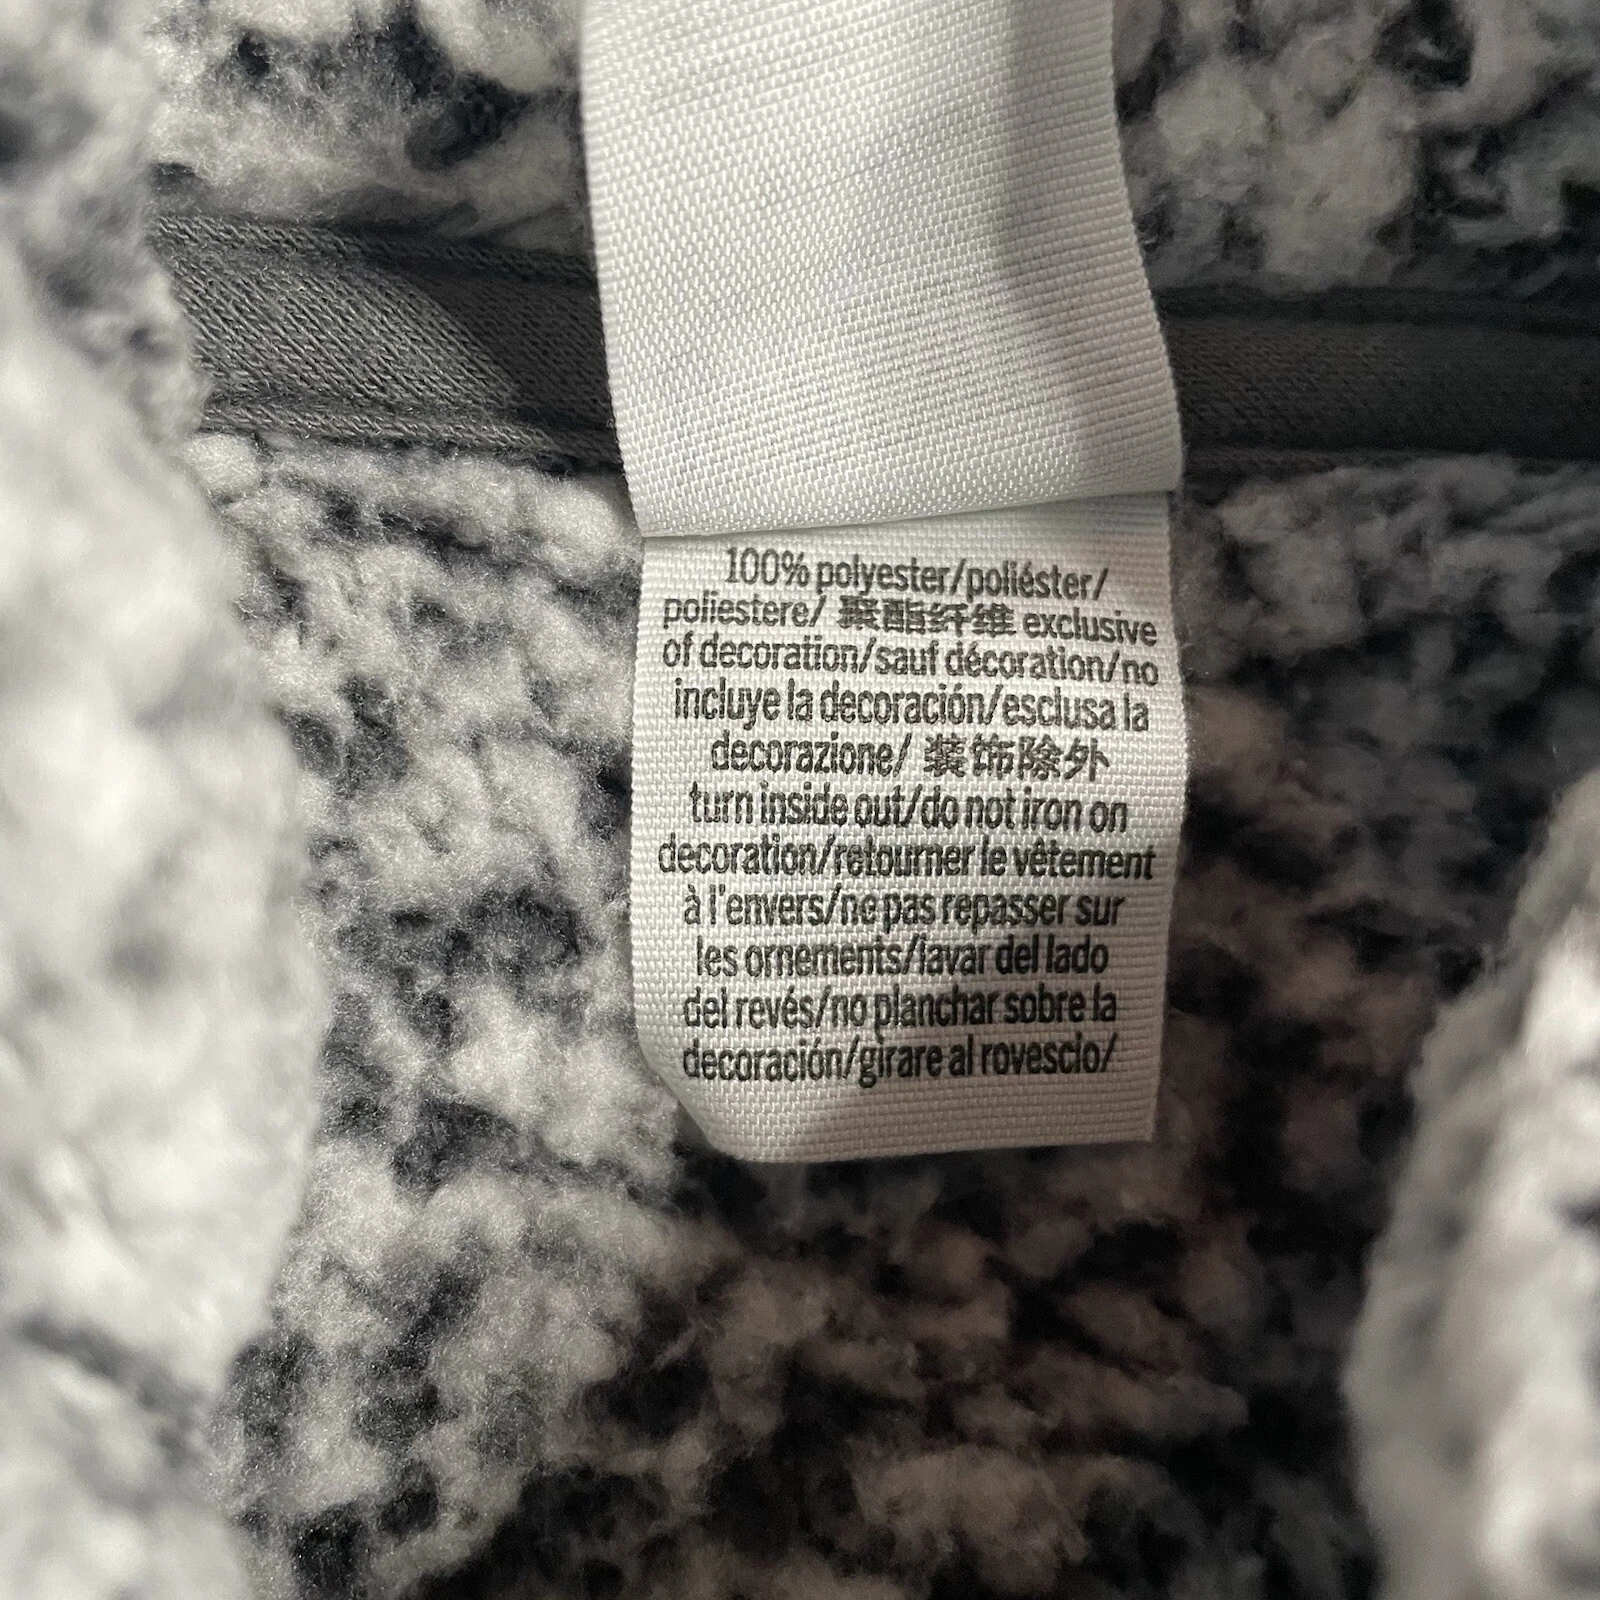 100% polyester/poliéster/
poliestere/ 聚酯纤维 exclusive
of decoration/sauf décoration/no
incluye la decoración/esclusa la
decorazione/ 装饰除外
turn inside out/do not iron on
decoration/retourner le vêtement
à l'envers/ne pas repasser sur
les ornements/lavar del lado
del revés/no planchar sobre la
decoración/girare al rovescio/